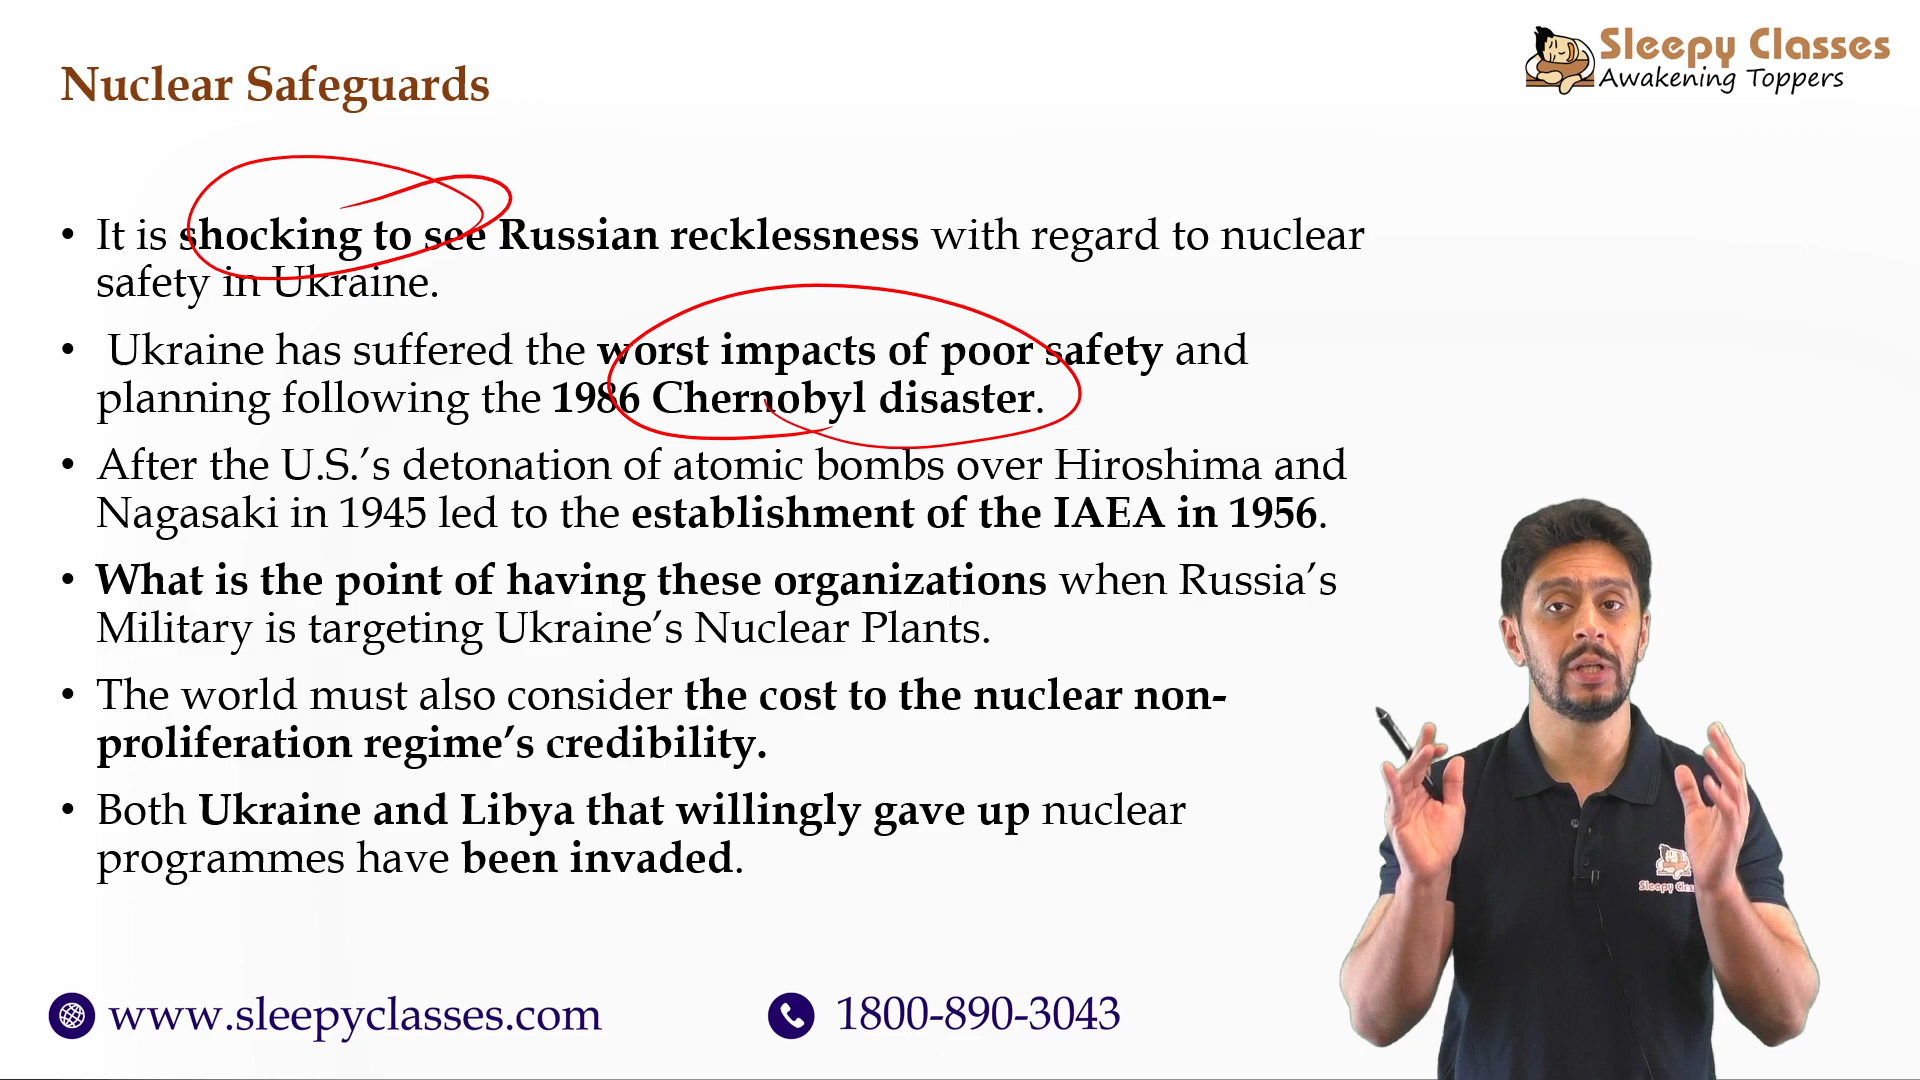 Sleepy Classes
Awakening Toppers
Nuclear Safeguards
• It is shocking to see Russian recklessness with regard to nuclear
safety in Ukraine.
• Ukraine has suffered the worst impacts of poor safety and
planning following the 1986 Chernobyl disaster.
• After the U.S.’s detonation of atomic bombs over Hiroshima and
Nagasaki in 1945 led to the establishment of the IAEA in 1956.
• What is the point of having these organizations when Russia’s
Military is targeting Ukraine’s Nuclear Plants.
• The world must also consider the cost to the nuclear non-
proliferation regime’s credibility.
• Both Ukraine and Libya that willingly gave up nuclear
programmes have been invaded.
Sleepy Clas
www.sleepyclasses.com
1800-890-3043